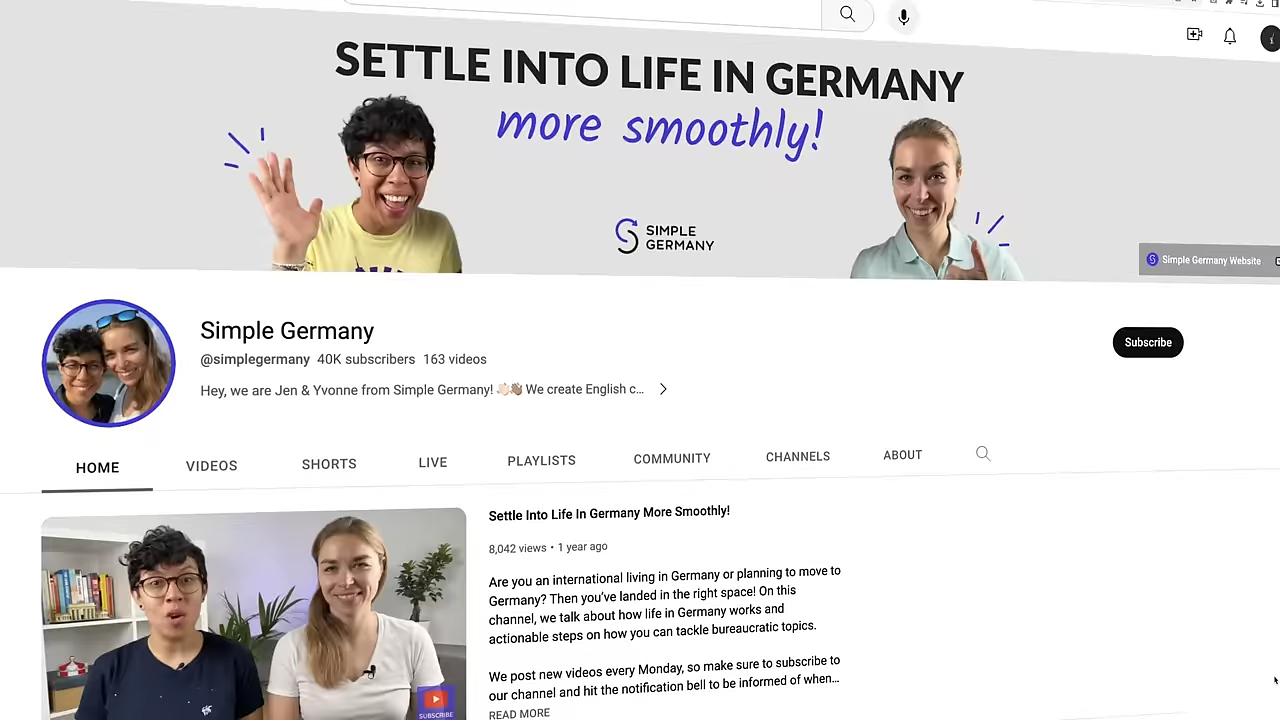 SETTLE INTO LIFE IN GERMANY
more smoothly!
SIMPLE
GERMANY
Simple Germany Website
Simple Germany
Subscribe
@simplegermany 40K subscribers 163 videos
Hey, we are Jen & Yvonne from Simple Germany! 👋🏻👋🏽 We create English c...
HOME VIDEOS SHORTS LIVE PLAYLISTS COMMUNITY CHANNELS ABOUT
Settle Into Life In Germany More Smoothly!
8,042 views • 1 year ago
Are you an international living in Germany or planning to move to
Germany? Then you've landed in the right space! On this
channel, we talk about how life in Germany works and
actionable steps on how you can tackle bureaucratic topics.
We post new videos every Monday, so make sure to subscribe to
our channel and hit the notification bell to be informed of when...
READ MORE
SUBSCRIBE